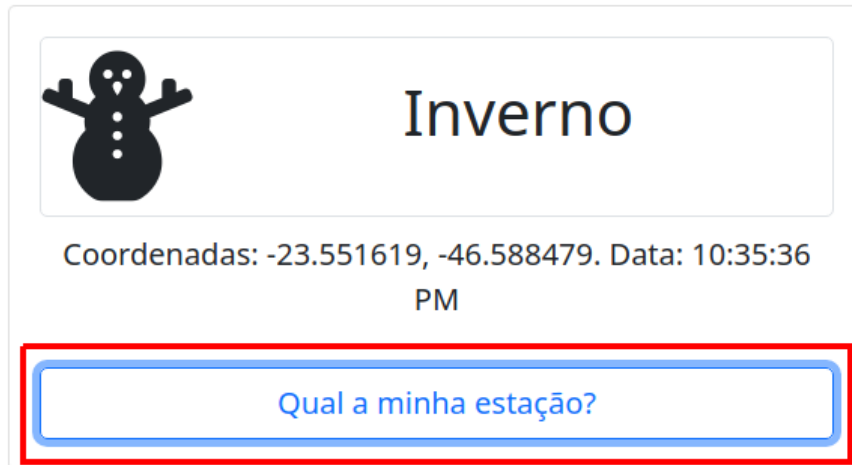 Inverno
Coordenadas: -23.551619, -46.588479. Data: 10:35:36
PM
Qual a minha estação?